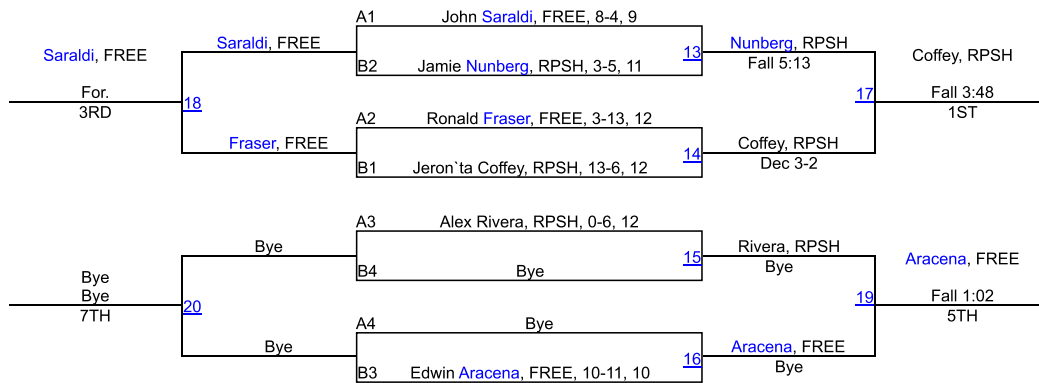 A1 John Saraldi, FREE, 8-4, 9
Saraldi, FREE
Saraldi, FREE
13
Nunberg, RPSH
Coffey, RPSH
B2 Jamie Nunberg, RPSH, 3-5, 11
Fall 5:13
For.
18
17
Fall 3:48
3RD
1ST
A2 Ronald Fraser, FREE, 3-13, 12
Fraser, FREE
14
Coffey, RPSH
B1 Jeron`ta Coffey, RPSH, 13-6, 12
Dec 3-2
A3 Alex Rivera, RPSH, 0-6, 12
Bye
15
Rivera, RPSH
B4 Bye
Bye
Aracena, FREE
Bye
Bye
20
19
Fall 1:02
7TH
5TH
A4 Bye
Bye
16
Aracena, FREE
B3 Edwin Aracena, FREE, 10-11, 10
Bye